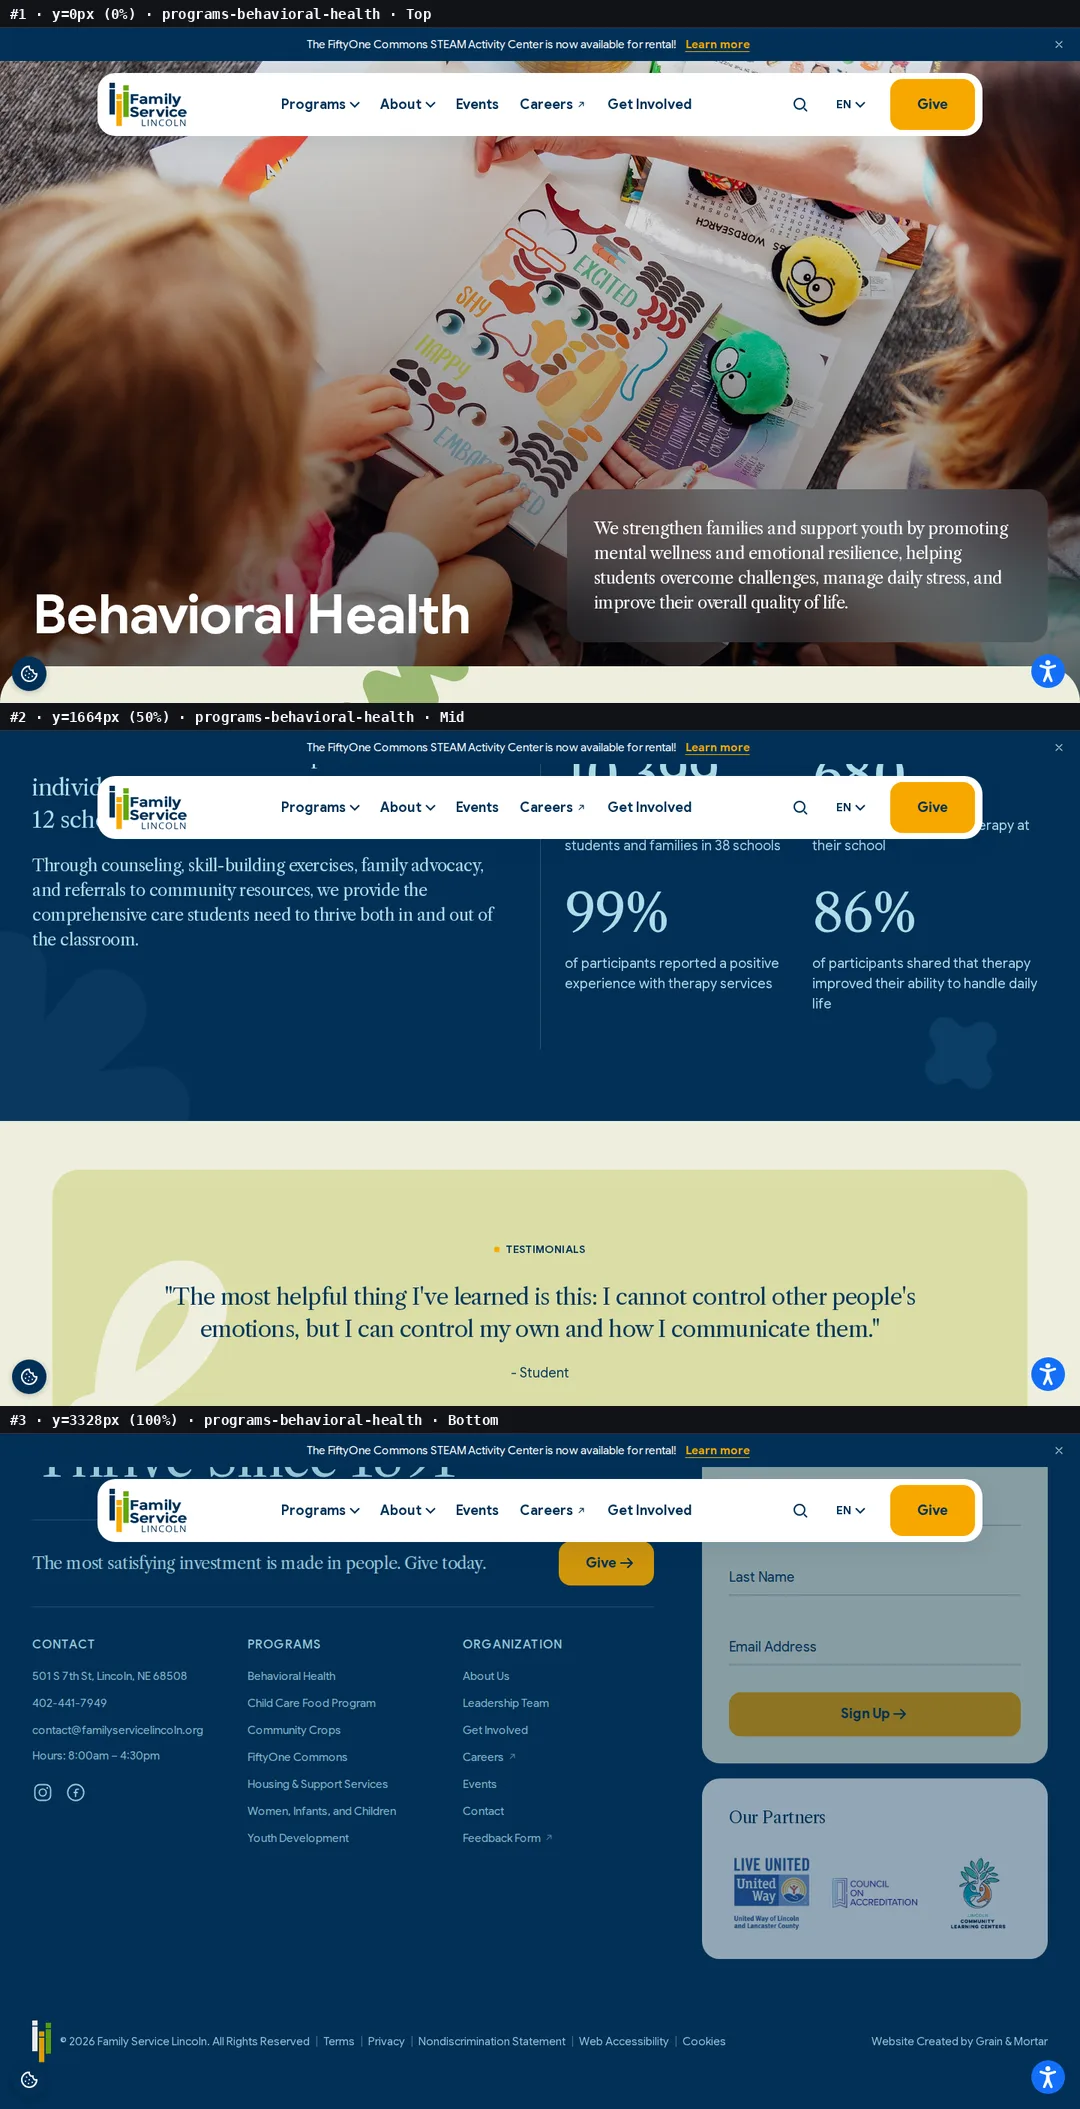 #1 · y=0px (0%) · programs-behavioral-health · Top
The FiftyOne Commons STEAM Activity Center is now available for rental! Learn more ×
Family Service LINCOLN
Programs About Events Careers ↗ Get Involved EN Give
WORDSEARCH
EXCITED
SHY
HAPPY
We strengthen families and support youth by promoting
mental wellness and emotional resilience, helping
students overcome challenges, manage daily stress, and
improve their overall quality of life.
Behavioral Health
#2 · y=1664px (50%) · programs-behavioral-health · Mid
The FiftyOne Commons STEAM Activity Center is now available for rental! Learn more ×
Family Service LINCOLN
Programs About Events Careers ↗ Get Involved EN Give
12
students and families in 38 schools
their school
Through counseling, skill-building exercises, family advocacy,
and referrals to community resources, we provide the
comprehensive care students need to thrive both in and out of
the classroom.
99%
of participants reported a positive
experience with therapy services
86%
of participants shared that therapy
improved their ability to handle daily
life
TESTIMONIALS
"The most helpful thing I've learned is this: I cannot control other people's
emotions, but I can control my own and how I communicate them."
- Student
#3 · y=3328px (100%) · programs-behavioral-health · Bottom
The FiftyOne Commons STEAM Activity Center is now available for rental! Learn more ×
Thrive Since 1891
Family Service LINCOLN
Programs About Events Careers ↗ Get Involved EN Give
The most satisfying investment is made in people. Give today.
Give →
CONTACT
501 S 7th St, Lincoln, NE 68508
402-441-7949
contact@familyservicelincoln.org
Hours: 8:00am – 4:30pm
PROGRAMS
Behavioral Health
Child Care Food Program
Community Crops
FiftyOne Commons
Housing & Support Services
Women, Infants, and Children
Youth Development
ORGANIZATION
About Us
Leadership Team
Get Involved
Careers ↗
Events
Contact
Feedback Form ↗
Last Name
Email Address
Sign Up →
Our Partners
LIVE UNITED
United Way
United Way of Lincoln
and Lancaster County
COUNCIL
ON
ACCREDITATION
LINCOLN
COMMUNITY
LEARNING CENTERS
© 2026 Family Service Lincoln. All Rights Reserved | Terms | Privacy | Nondiscrimination Statement | Web Accessibility | Cookies
Website Created by Grain & Mortar